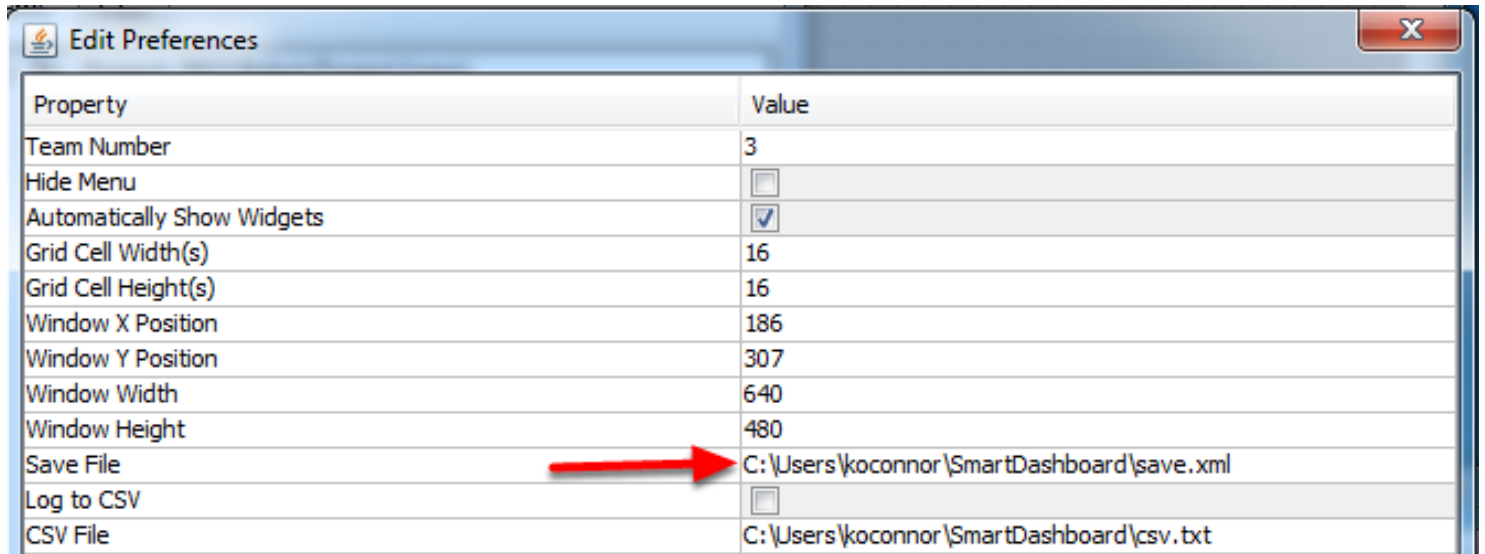 Edit Preferences
Property Value
Team Number 3
Hide Menu
Automatically Show Widgets
Grid Cell Width(s) 16
Grid Cell Height(s) 16
Window X Position 186
Window Y Position 307
Window Width 640
Window Height 480
Save File C:\Users\koconnor\SmartDashboard\save.xml
Log to CSV
CSV File C:\Users\koconnor\SmartDashboard\csv.txt